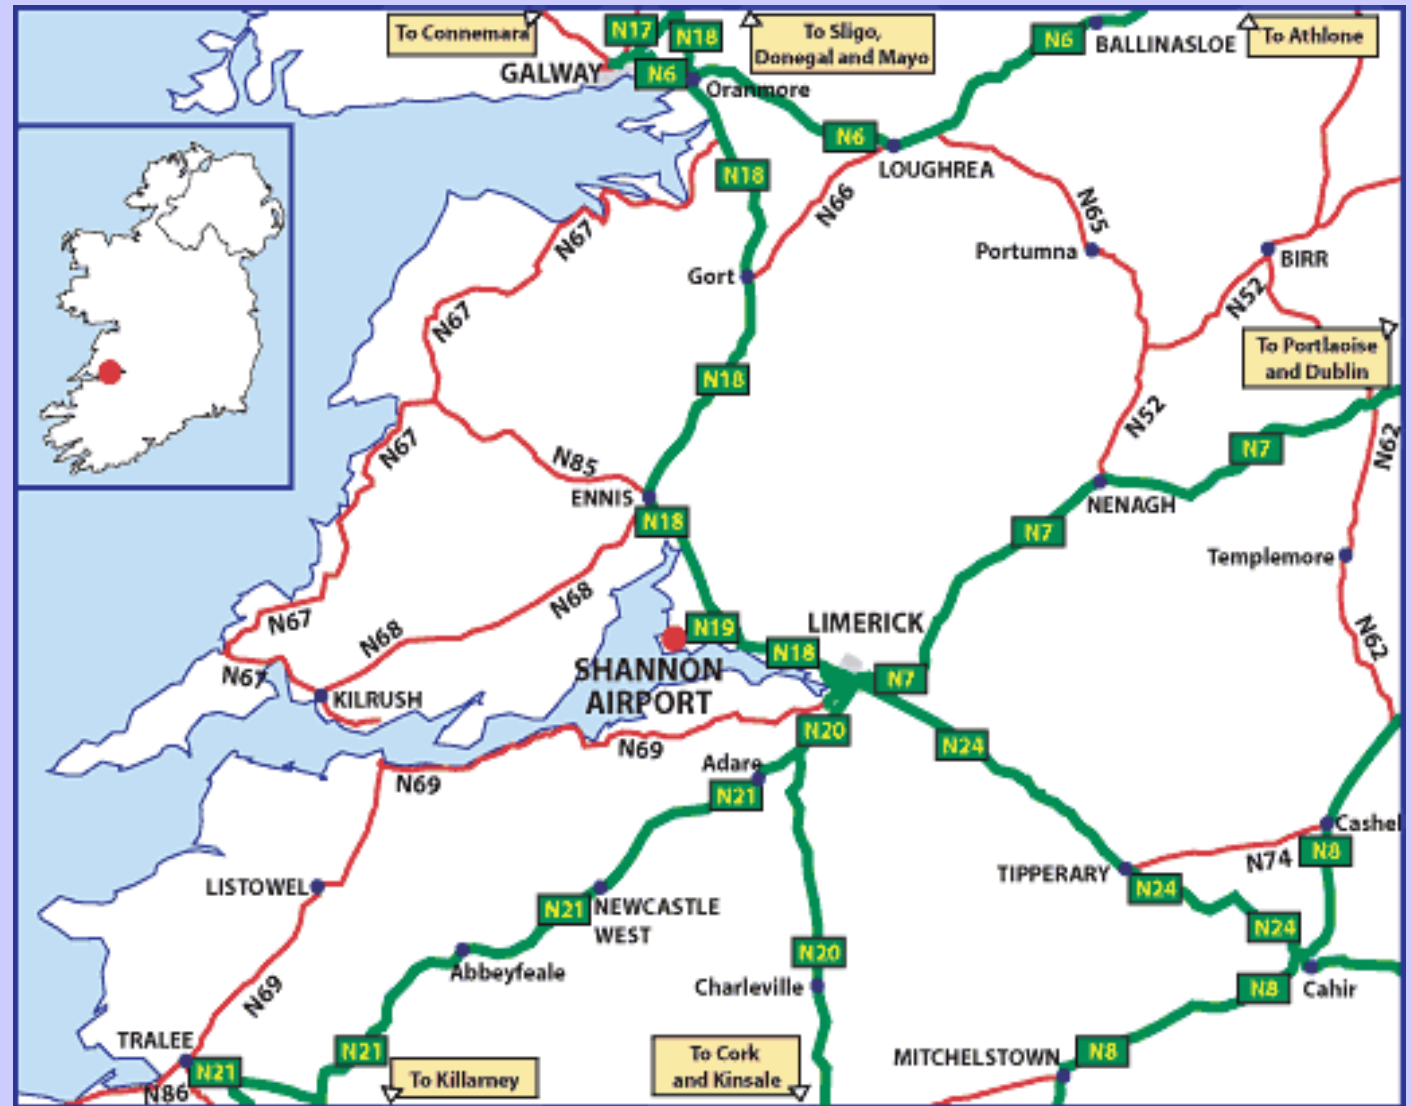 To Connemara
N17
N18
To Sligo,
Donegal and Mayo
N6
BALLINASLOE
To Athlone
GALWAY
N6
Oranmore
N6
LOUGHREA
N18
N66
N65
N67
Portumna
BIRR
Gort
N52
N67
To Portlaoise
and Dublin
N18
N52
N62
N67
N7
N85
ENNIS
NENAGH
N18
N7
Templemore
N68
N67
N68
N19
LIMERICK
N62
N18
N67
SHANNON
AIRPORT
N7
KILRUSH
N20
N69
N24
Adare
N69
N21
Cashel
N8
N74
TIPPERARY
LISTOWEL
N24
N21
NEWCASTLE
WEST
N24
N20
Abbeyfeale
Charleville
N8
Cahir
N69
TRALEE
N21
To Cork
and Kinsale
MITCHELSTOWN
N8
N21
To Killarney
N86